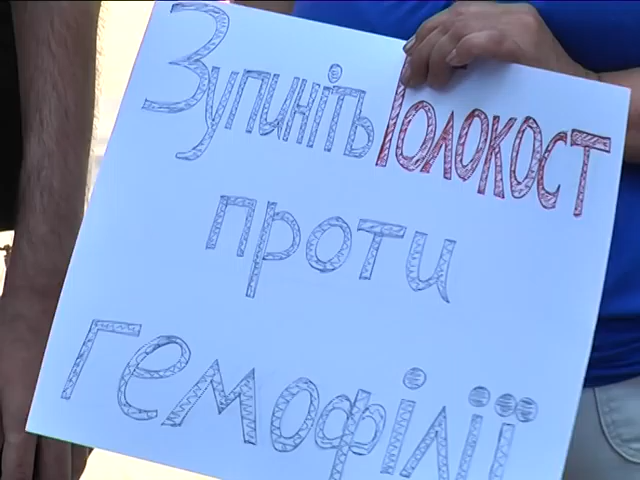 Зупиніть Голокост
проти
гемофілії